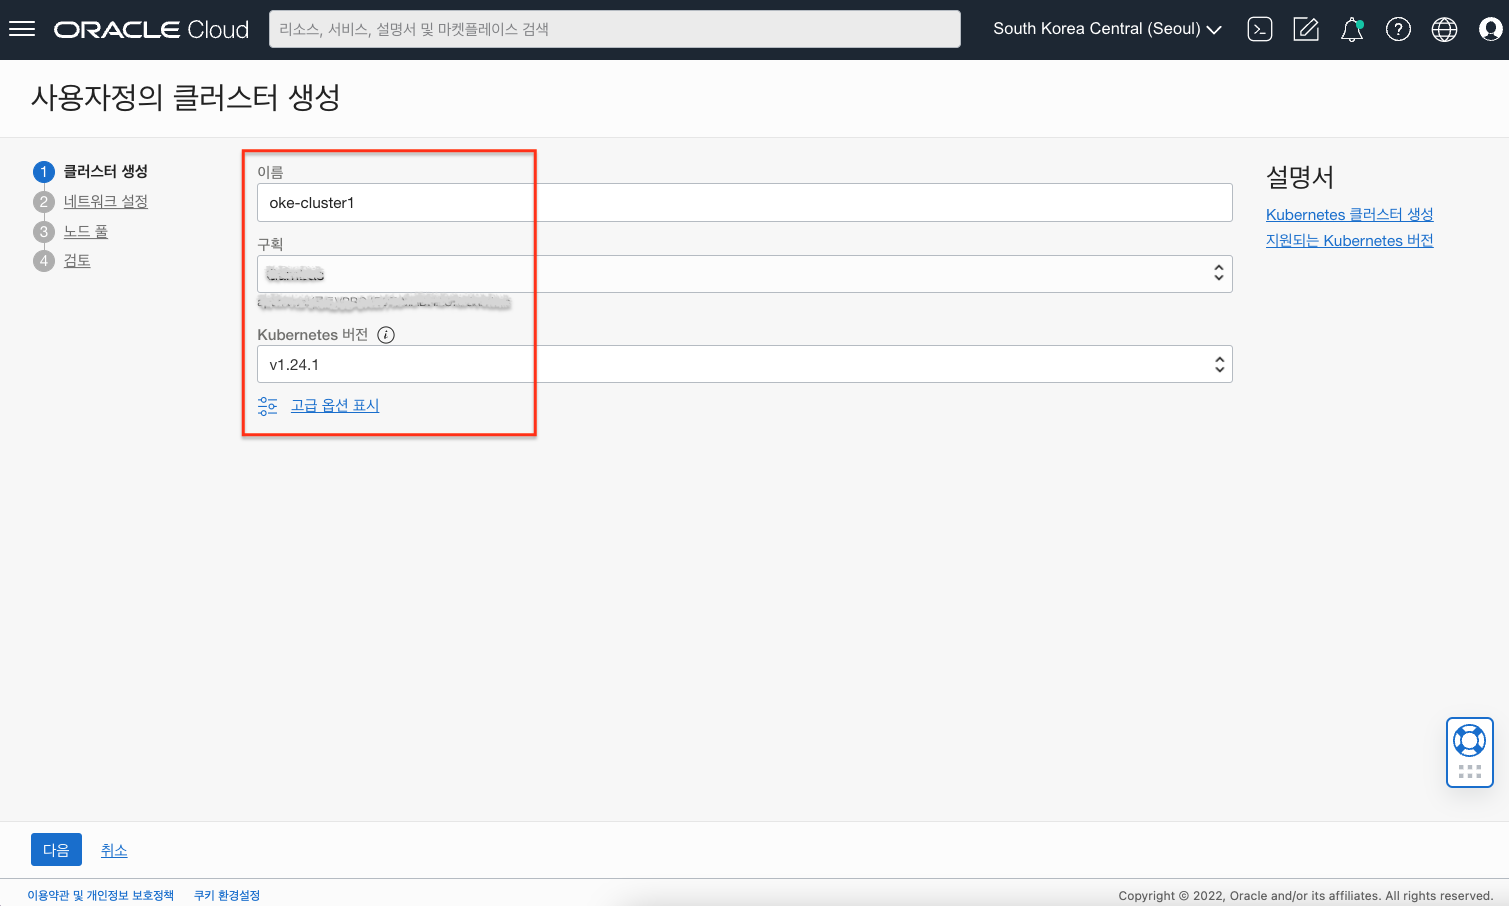 ORACLE Cloud
리소스, 서비스, 설명서 및 마켓플레이스 검색
South Korea Central (Seoul)
사용자정의 클러스터 생성
1 클러스터 생성
2 네트워크 설정
3 노드 풀
4 검토
이름
oke-cluster1
구획
Kubernetes 버전
v1.24.1
고급 옵션 표시
설명서
Kubernetes 클러스터 생성
지원되는 Kubernetes 버전
다음 취소
이용약관 및 개인정보 보호정책 쿠키 환경설정
Copyright © 2022, Oracle and/or its affiliates. All rights reserved.